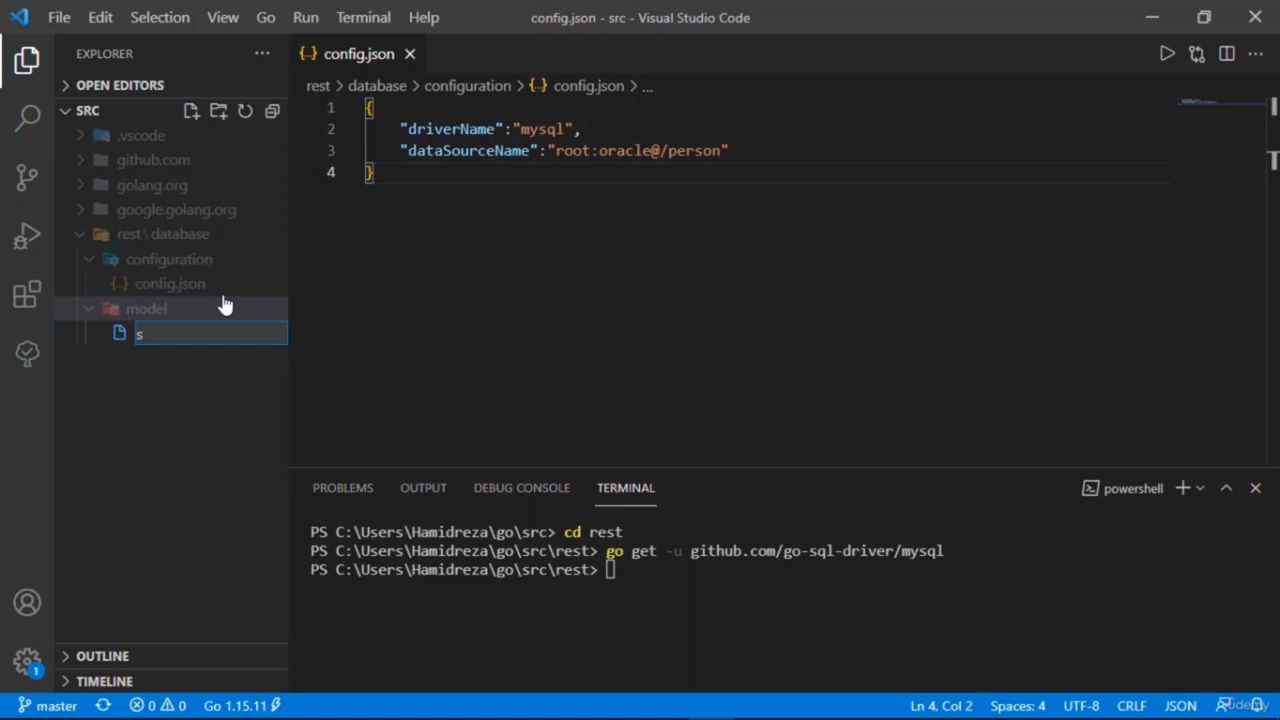 File Edit Selection View Go Run Terminal Help config.json - src - Visual Studio Code
EXPLORER
config.json
OPEN EDITORS
rest > database > configuration > {..} config.json > ...
SRC
.vscode
github.com
golang.org
google.golang.org
rest \ database
configuration
{..} config.json
model
s
1 {
2 "driverName":"mysql",
3 "dataSourceName":"root:oracle@/person"
4 }
PROBLEMS OUTPUT DEBUG CONSOLE TERMINAL
powershell
PS C:\Users\Hamidreza\go\src> cd rest
PS C:\Users\Hamidreza\go\src\rest> go get -u github.com/go-sql-driver/mysql
PS C:\Users\Hamidreza\go\src\rest>
OUTLINE
TIMELINE
1
master 0 0 Go 1.15.11 Ln 4, Col 2 Spaces: 4 UTF-8 CRLF JSON